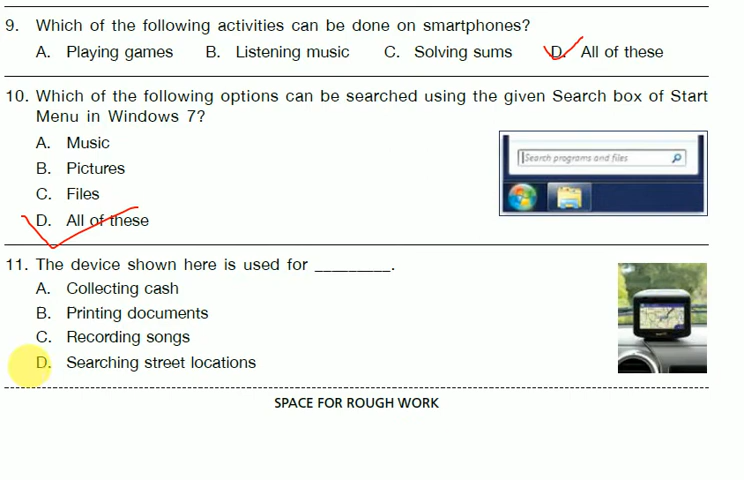 9. Which of the following activities can be done on smartphones?
A. Playing games B. Listening music C. Solving sums D. All of these
10. Which of the following options can be searched using the given Search box of Start
Menu in Windows 7?
A. Music
B. Pictures
C. Files
D. All of these
Search programs and files
11. The device shown here is used for _________.
A. Collecting cash
B. Printing documents
C. Recording songs
D. Searching street locations
SPACE FOR ROUGH WORK